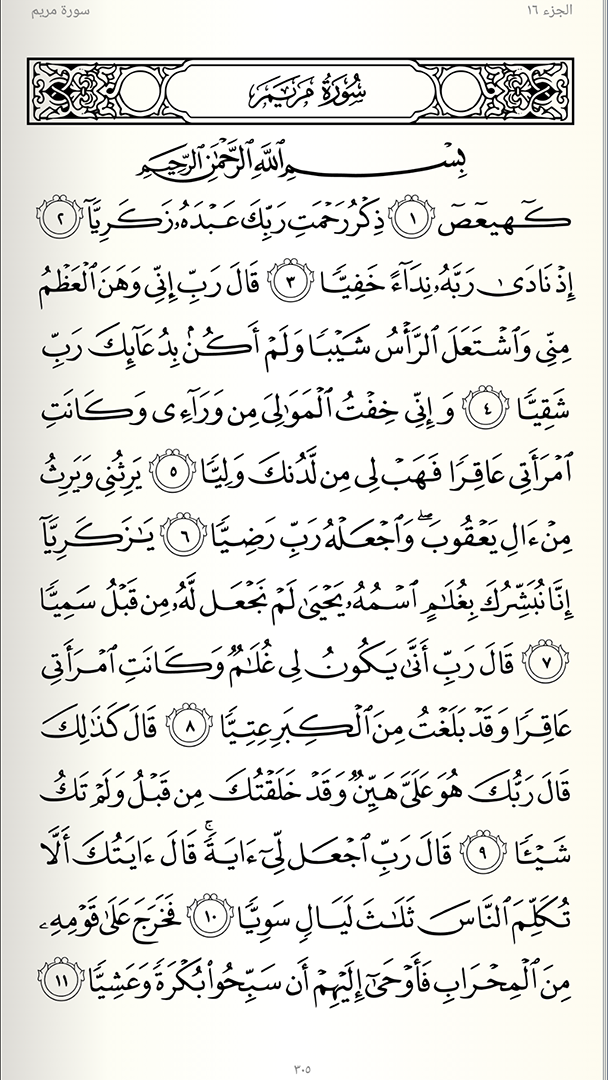 الجزء ١٦
سورة مريم
سُورَةُ مَرْيَمَ
بِسْمِ ٱللَّهِ ٱلرَّحْمَٰنِ ٱلرَّحِيمِ
كٓهيعٓصٓ ١ ذِكْرُ رَحْمَتِ رَبِّكَ عَبْدَهُۥ زَكَرِيَّآ ٢
إِذْ نَادَىٰ رَبَّهُۥ نِدَآءً خَفِيًّا ٣ قَالَ رَبِّ إِنِّى وَهَنَ ٱلْعَظْمُ
مِنِّى وَٱشْتَعَلَ ٱلرَّأْسُ شَيْبًا وَلَمْ أَكُنۢ بِدُعَآئِكَ رَبِّ
شَقِيًّا ٤ وَإِنِّى خِفْتُ ٱلْمَوَٰلِىَ مِن وَرَآءِى وَكَانَتِ
ٱمْرَأَتِى عَاقِرًا فَهَبْ لِى مِن لَّدُنكَ وَلِيًّا ٥ يَرِثُنِى وَيَرِثُ
مِنْ ءَالِ يَعْقُوبَ ۖ وَٱجْعَلْهُ رَبِّ رَضِيًّا ٦ يَٰزَكَرِيَّآ
إِنَّا نُبَشِّرُكَ بِغُلَٰمٍ ٱسْمُهُۥ يَحْيَىٰ لَمْ نَجْعَل لَّهُۥ مِن قَبْلُ سَمِيًّا
٧ قَالَ رَبِّ أَنَّىٰ يَكُونُ لِى غُلَٰمٌ وَكَانَتِ ٱمْرَأَتِى
عَاقِرًا وَقَدْ بَلَغْتُ مِنَ ٱلْكِبَرِ عِتِيًّا ٨ قَالَ كَذَٰلِكَ
قَالَ رَبُّكَ هُوَ عَلَىَّ هَيِّنٌ وَقَدْ خَلَقْتُكَ مِن قَبْلُ وَلَمْ تَكُ
شَيْـًٔا ٩ قَالَ رَبِّ ٱجْعَل لِّىٓ ءَايَةً ۚ قَالَ ءَايَتُكَ أَلَّا
تُكَلِّمَ ٱلنَّاسَ ثَلَٰثَ لَيَالٍ سَوِيًّا ١٠ فَخَرَجَ عَلَىٰ قَوْمِهِۦ
مِنَ ٱلْمِحْرَابِ فَأَوْحَىٰٓ إِلَيْهِمْ أَن سَبِّحُوا۟ بُكْرَةً وَعَشِيًّا ١١
٣٠٥